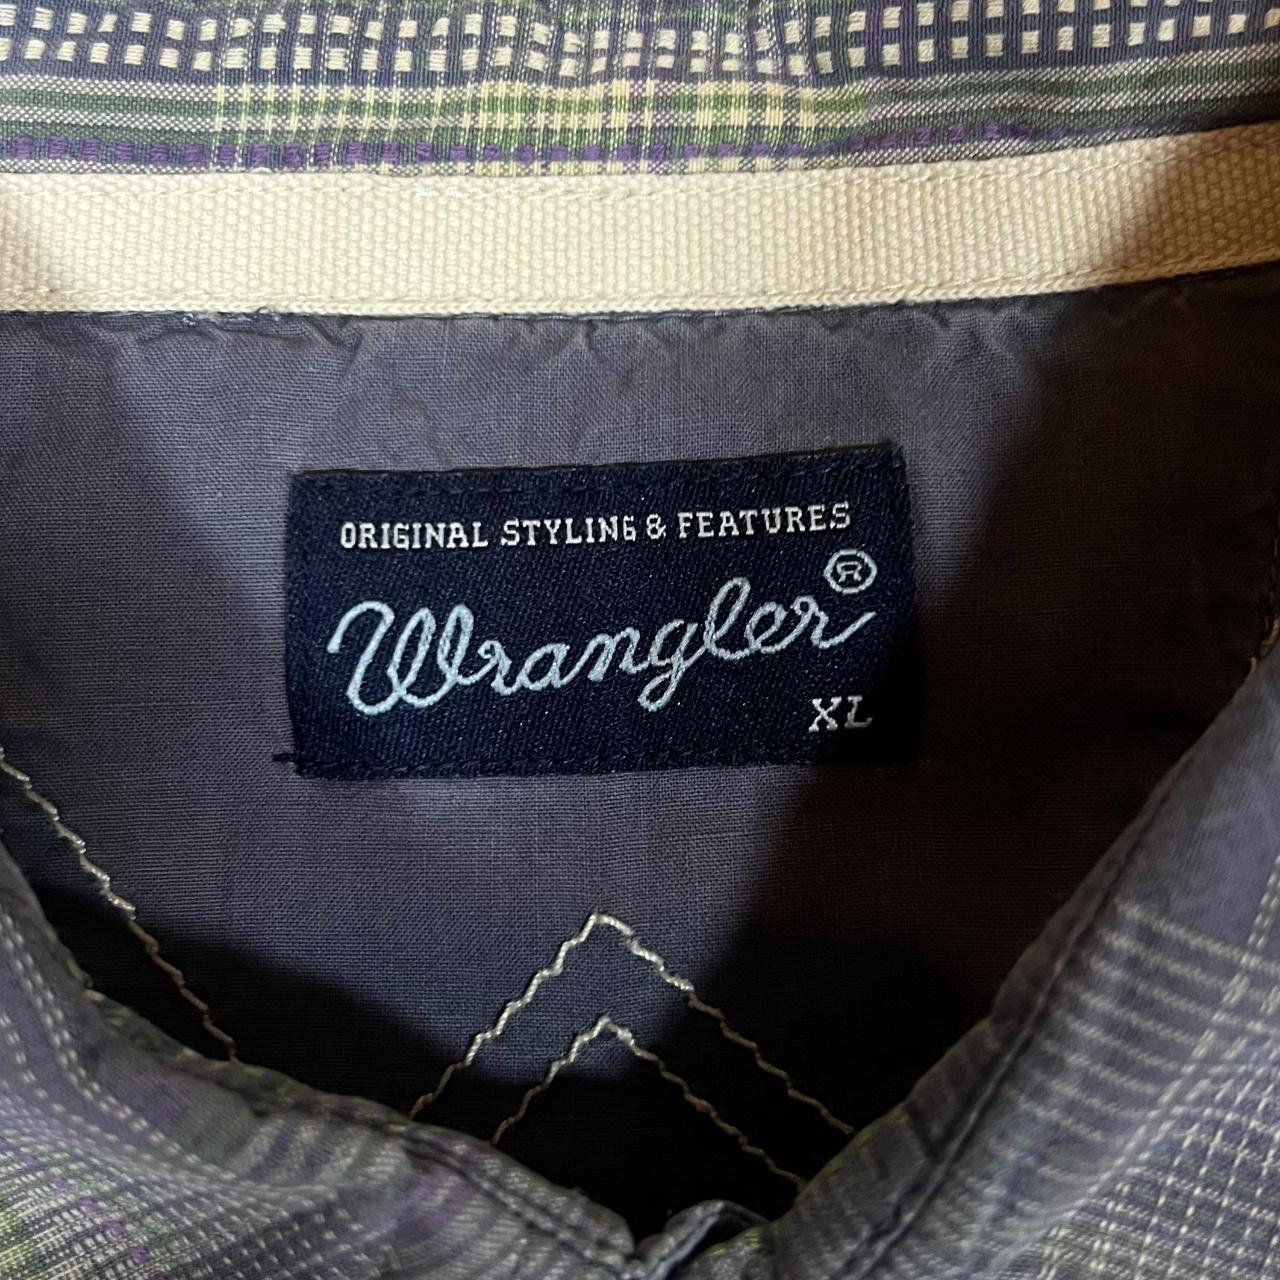 ORIGINAL STYLING & FEATURES
Wrangler®
XL